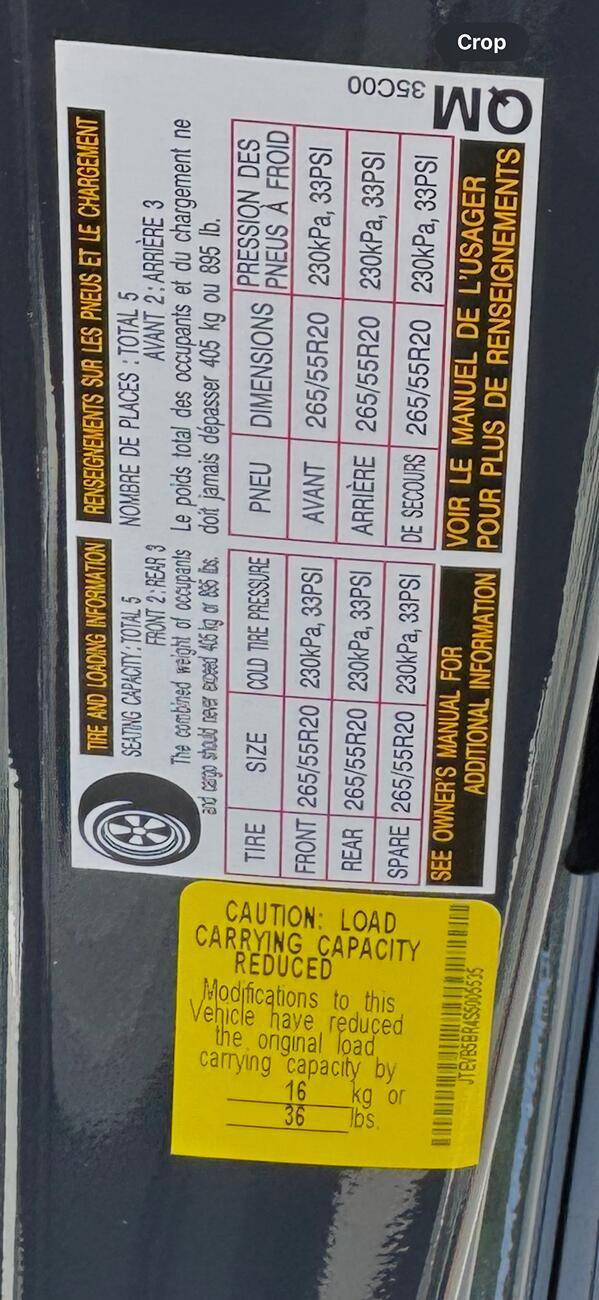 Crop
TIRE AND LOADING INFORMATION
SEATING CAPACITY : TOTAL 5
FRONT 2 ; REAR 3
The combined weight of occupants
and cargo should never exceed 405 kg or 895 lbs.
TIRE SIZE COLD TIRE PRESSURE
FRONT 265/55R20 230kPa, 33PSI
REAR 265/55R20 230kPa, 33PSI
SPARE 265/55R20 230kPa, 33PSI
SEE OWNER'S MANUAL FOR
ADDITIONAL INFORMATION
RENSEIGNEMENTS SUR LES PNEUS ET LE CHARGEMENT
NOMBRE DE PLACES : TOTAL 5
AVANT 2 ; ARRIÈRE 3
Le poids total des occupants et du chargement ne
doit jamais dépasser 405 kg ou 895 lb.
PNEU DIMENSIONS PRESSION DES
PNEUS À FROID
AVANT 265/55R20 230kPa, 33PSI
ARRIÈRE 265/55R20 230kPa, 33PSI
DE SECOURS 265/55R20 230kPa, 33PSI
VOIR LE MANUEL DE L'USAGER
POUR PLUS DE RENSEIGNEMENTS
35C00
QM
CAUTION: LOAD
CARRYING CAPACITY
REDUCED
Modifications to this
Vehicle have reduced
the original load
carrying capacity by
16 kg or
36 lbs.